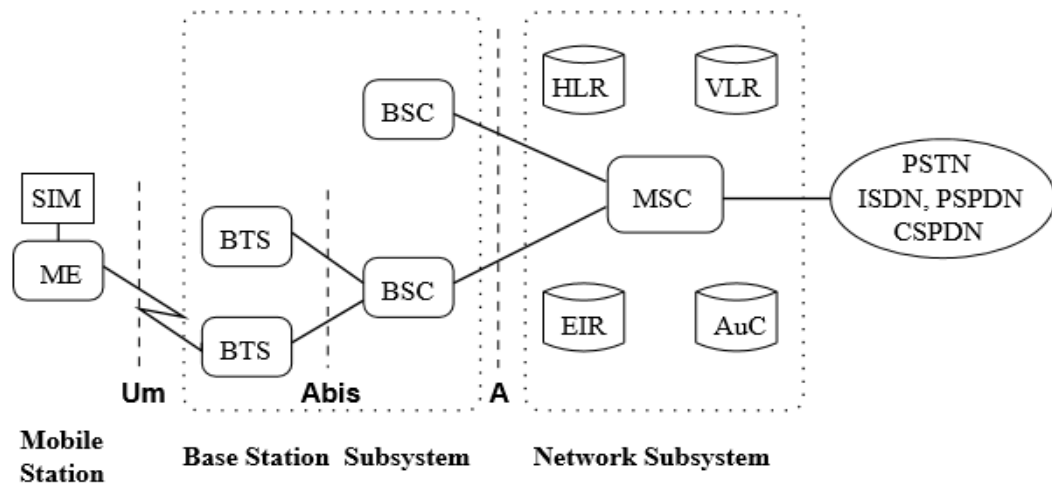 HLR
VLR
BSC
PSTN
ISDN, PSPDN
CSPDN
MSC
SIM
BTS
ME
BSC
EIR
AuC
BTS
Um
Abis
A
Mobile
Station
Base Station Subsystem
Network Subsystem